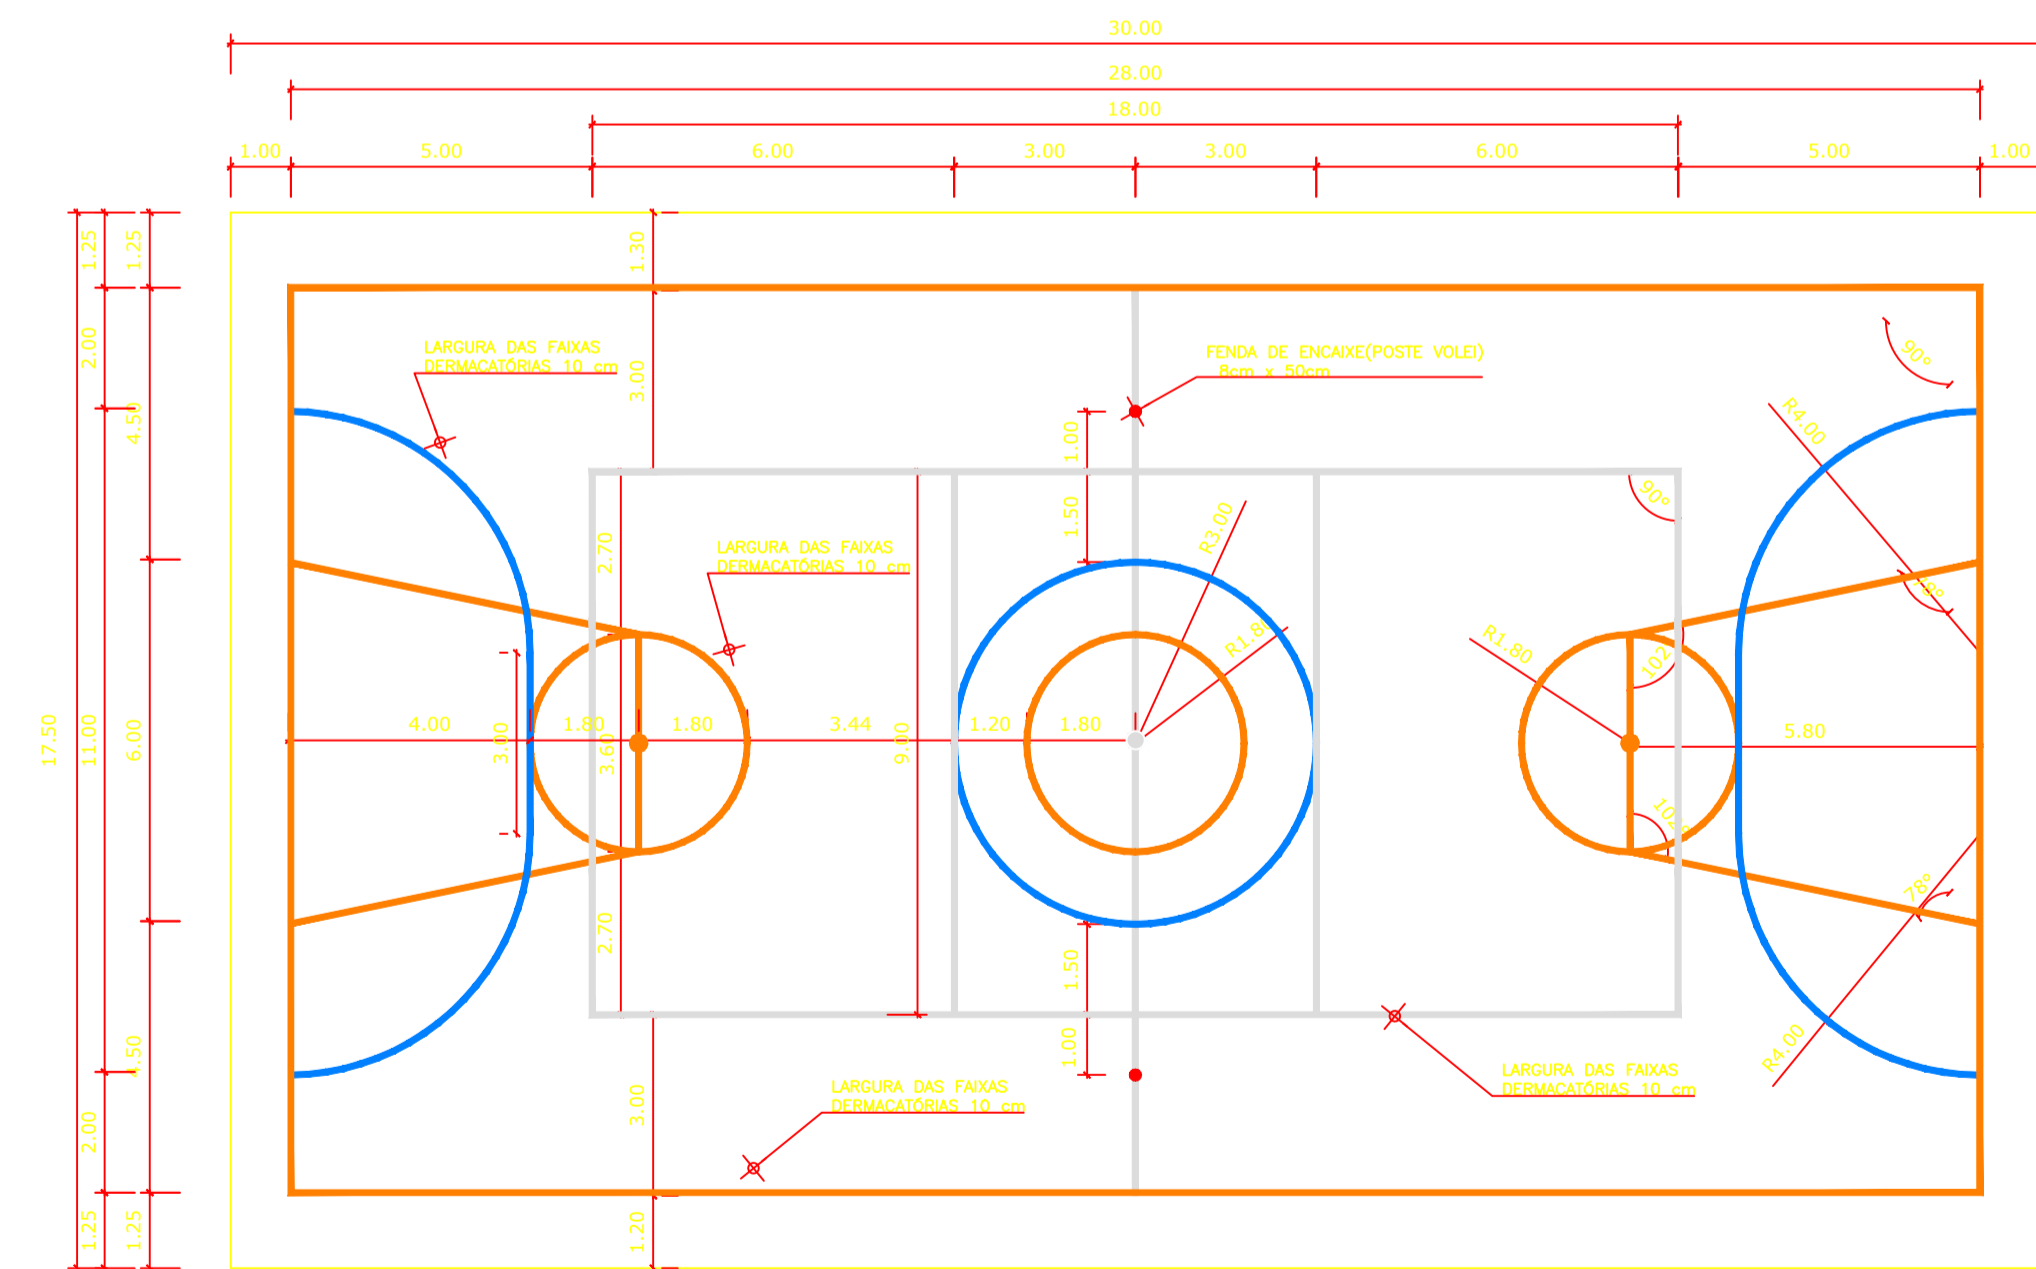 30.00
28.00
18.00
1.00 5.00 6.00 3.00 3.00 6.00 5.00 1.00
1.25 1.25 1.30
2.00 4.50 3.00
LARGURA DAS FAIXAS
DERMACATÓRIAS 10 cm
FENDA DE ENCAIXE(POSTE VOLEI)
8cm x 50cm
90°
R4.00
1.00
1.50
90°
R3.00
2.70
LARGURA DAS FAIXAS
DERMACATÓRIAS 10 cm
78°
R1.80
R1.80
102°
4.00 1.80 1.80 3.44 1.20 1.80
5.80
17.50 11.00 6.00 3.00 3.60 9.00
102°
78°
2.70
1.50
1.00
4.50
R4.00
LARGURA DAS FAIXAS
DERMACATÓRIAS 10 cm
LARGURA DAS FAIXAS
DERMACATÓRIAS 10 cm
2.00 3.00
1.25 1.25 1.20